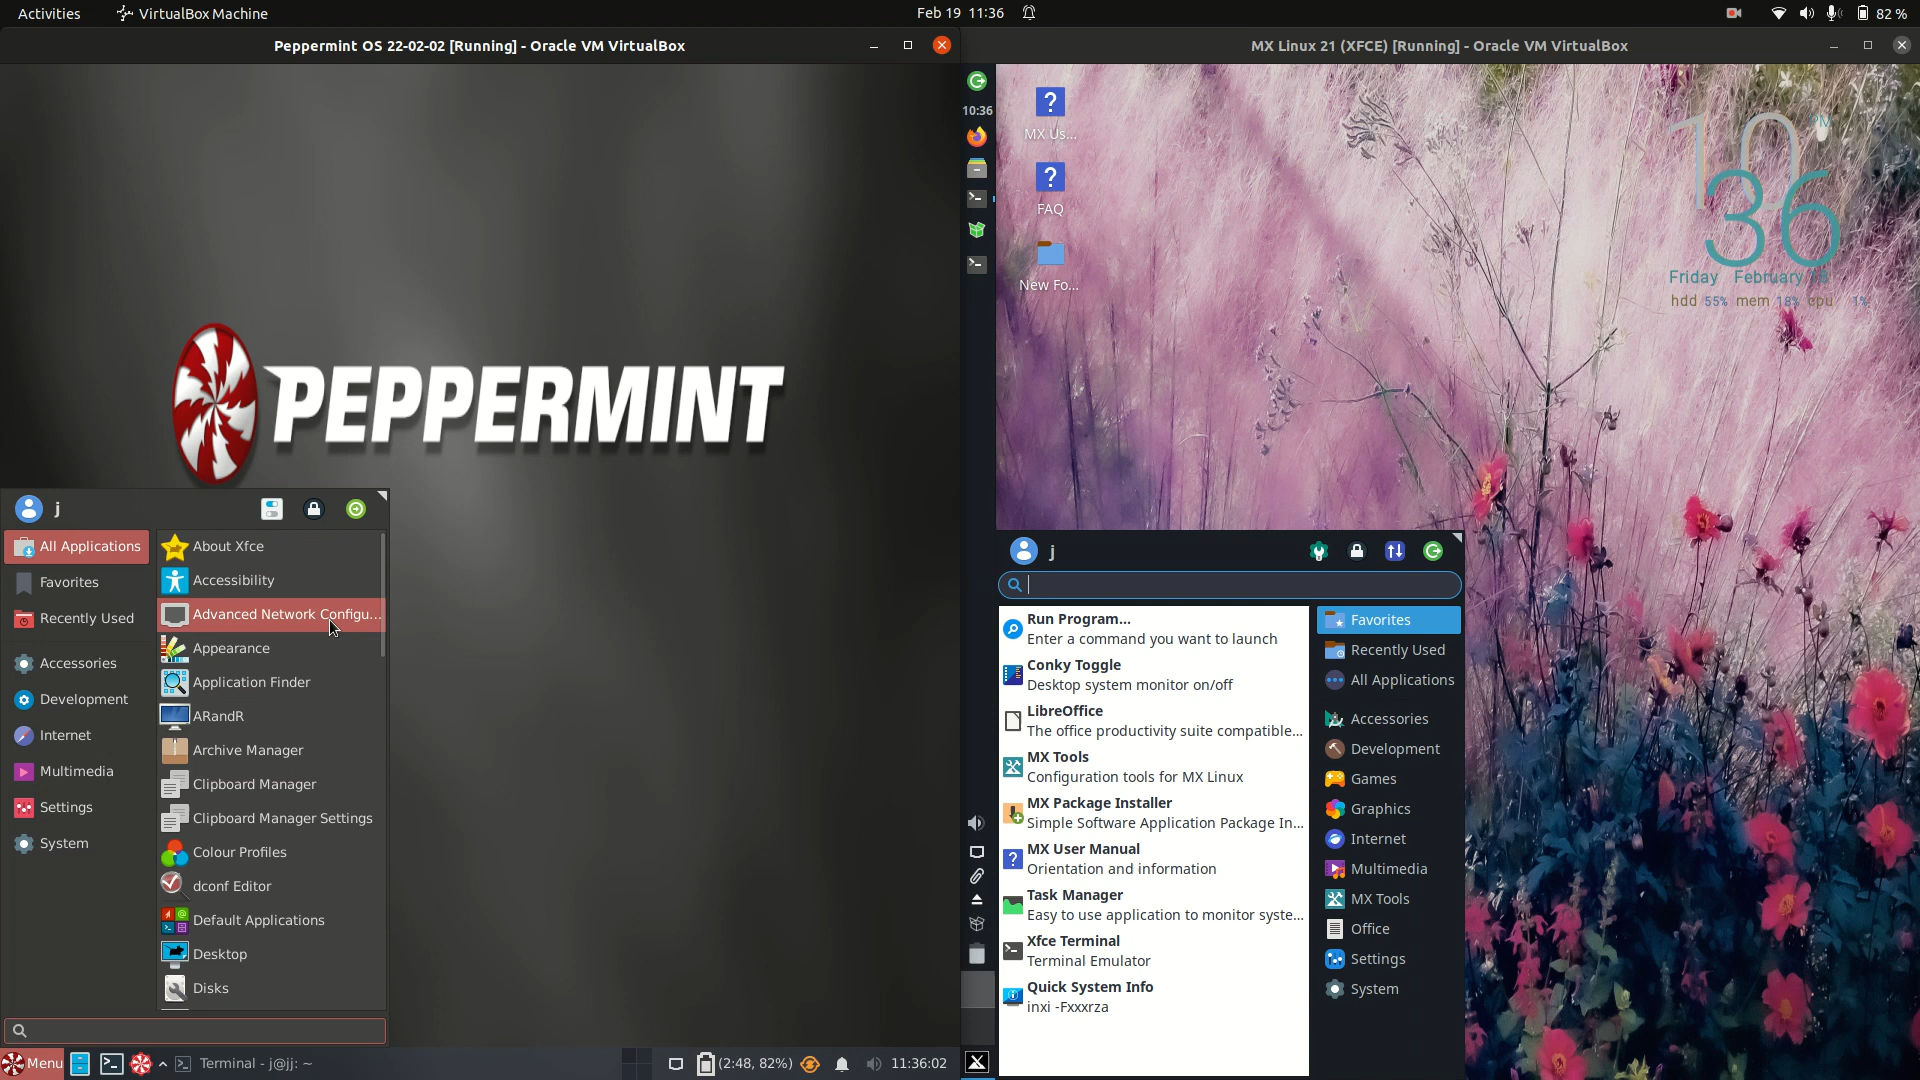 Activities
VirtualBox Machine
Feb 19 11:36
82 %
Peppermint OS 22-02-02 [Running] - Oracle VM VirtualBox
MX Linux 21 (XFCE) [Running] - Oracle VM VirtualBox
PEPPERMINT
j
All Applications
Favorites
Recently Used
Accessories
Development
Internet
Multimedia
Settings
System
About Xfce
Accessibility
Advanced Network Configu...
Appearance
Application Finder
ARandR
Archive Manager
Clipboard Manager
Clipboard Manager Settings
Colour Profiles
dconf Editor
Default Applications
Desktop
Disks
Menu
Terminal - j@jj: ~
(2:48, 82%)
11:36:02
10:36
MX Us...
FAQ
New Fo...
10 PM
36
Friday February
hdd 55% mem 18% cpu 1%
j
Run Program...
Enter a command you want to launch
Conky Toggle
Desktop system monitor on/off
LibreOffice
The office productivity suite compatible...
MX Tools
Configuration tools for MX Linux
MX Package Installer
Simple Software Application Package In...
MX User Manual
Orientation and information
Task Manager
Easy to use application to monitor syste...
Xfce Terminal
Terminal Emulator
Quick System Info
inxi -Fxxxrza
Favorites
Recently Used
All Applications
Accessories
Development
Games
Graphics
Internet
Multimedia
MX Tools
Office
Settings
System